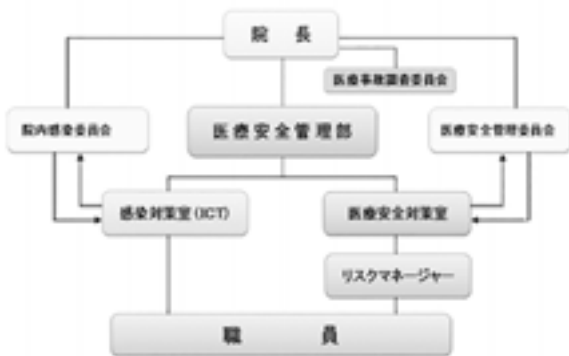 院　長
医療事故調査委員会
院内感染委員会
医療安全管理部
医療安全管理委員会
感染対策室(ICT)
医療安全対策室
リスクマネージャー
職　員